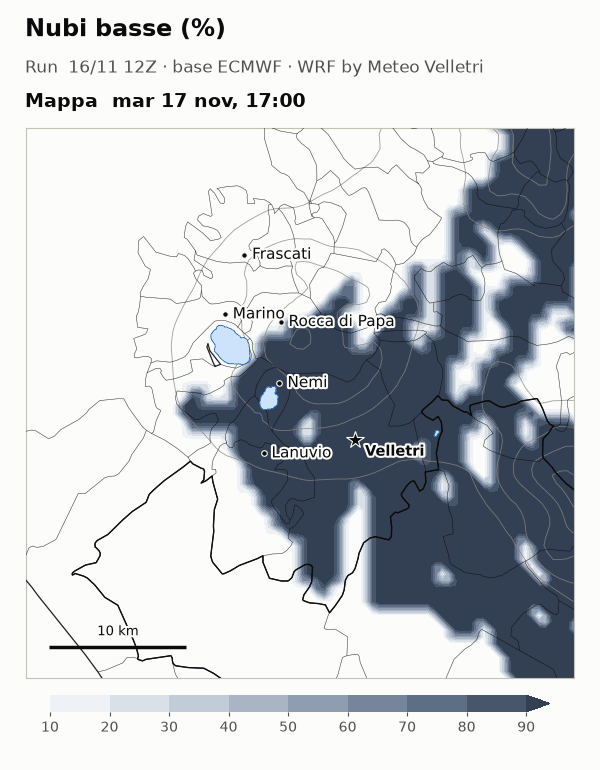 Nubi basse (%)
Run  16/11 12Z · base ECMWF · WRF by Meteo Velletri
Mappa  mar 17 nov, 17:00
Frascati
Marino
Rocca di Papa
Nemi
Velletri
Lanuvio
10 km
10 20 30 40 50 60 70 80 90